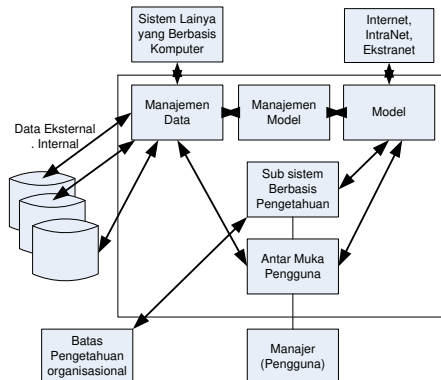 Sistem Lainya
yang Berbasis
Komputer
Internet,
IntraNet,
Ekstranet
Manajemen
Data
Manajemen
Model
Model
Data Eksternal
. Internal
Sub sistem
Berbasis
Pengetahuan
Antar Muka
Pengguna
Batas
Pengetahuan
organisasional
Manajer
(Pengguna)